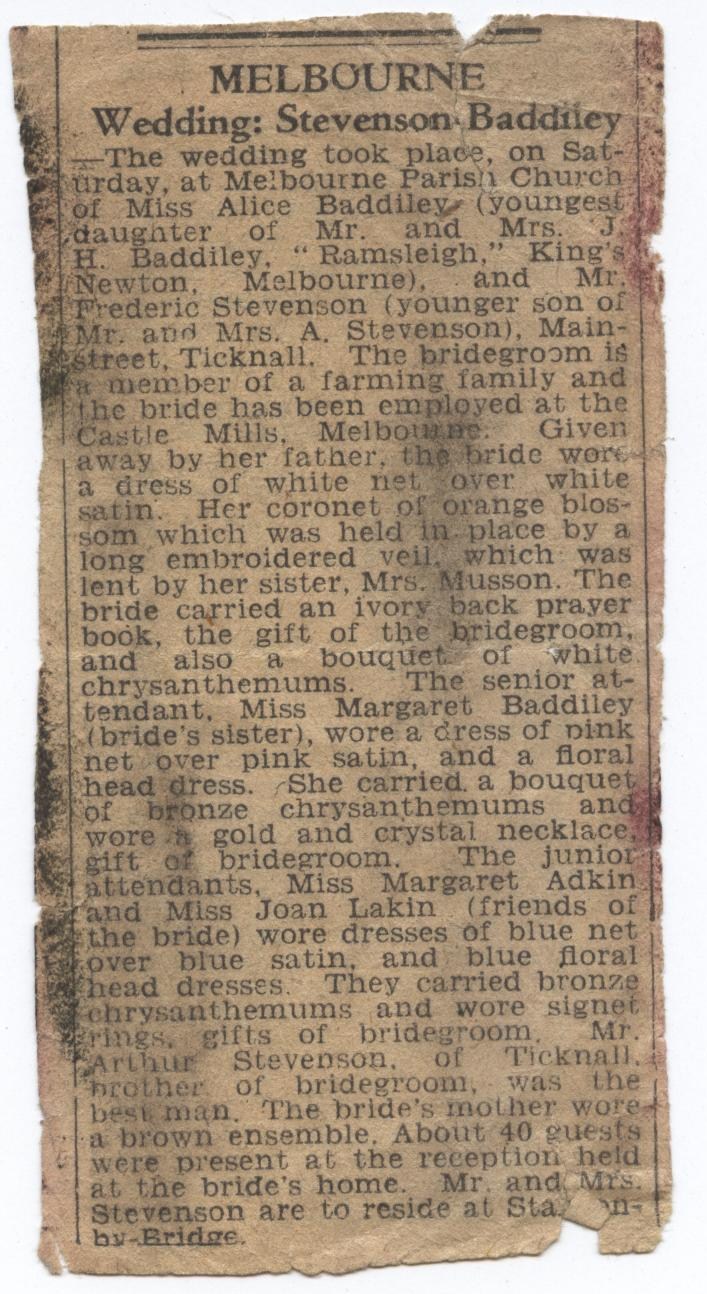 MELBOURNE
Wedding: Stevenson-Baddiley
—The wedding took place, on Sat-
urday, at Melbourne Parish Church
of Miss Alice Baddiley (youngest
daughter of Mr. and Mrs. J.
H. Baddiley, "Ramsleigh," King's
Newton, Melbourne), and Mr.
Frederic Stevenson (younger son of
Mr. and Mrs. A. Stevenson), Main-
street, Ticknall. The bridegroom is
a member of a farming family and
the bride has been employed at the
Castle Mills, Melbourne. Given
away by her father, the bride wore
a dress of white net over white
satin. Her coronet of orange blos-
som which was held in place by a
long embroidered veil, which was
lent by her sister, Mrs. Musson. The
bride carried an ivory back prayer
book, the gift of the bridegroom,
and also a bouquet of white
chrysanthemums. The senior at-
tendant, Miss Margaret Baddiley
(bride's sister), wore a dress of pink
net over pink satin, and a floral
head dress. She carried a bouquet
of bronze chrysanthemums and
wore a gold and crystal necklace,
gift of bridegroom. The junior
attendants, Miss Margaret Adkin
and Miss Joan Lakin (friends of
the bride) wore dresses of blue net
over blue satin, and blue floral
head dresses. They carried bronze
chrysanthemums and wore signet
rings, gifts of bridegroom. Mr.
Arthur Stevenson, of Ticknall,
brother of bridegroom, was the
best man. The bride's mother wore
a brown ensemble. About 40 guests
were present at the reception held
at the bride's home. Mr. and Mrs.
Stevenson are to reside at
by-Bridge.